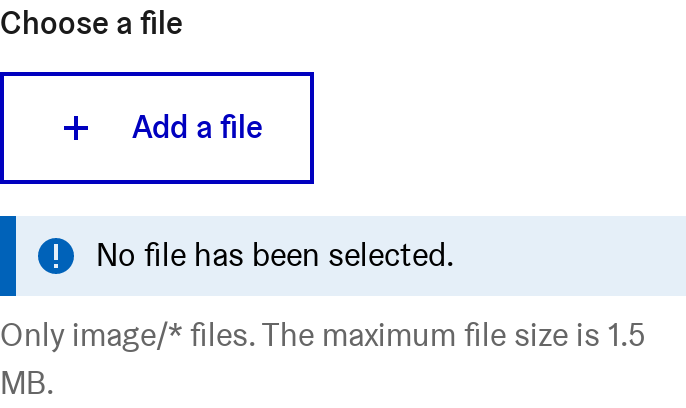 Choose a file
+ Add a file
No file has been selected.
Only image/* files. The maximum file size is 1.5
MB.